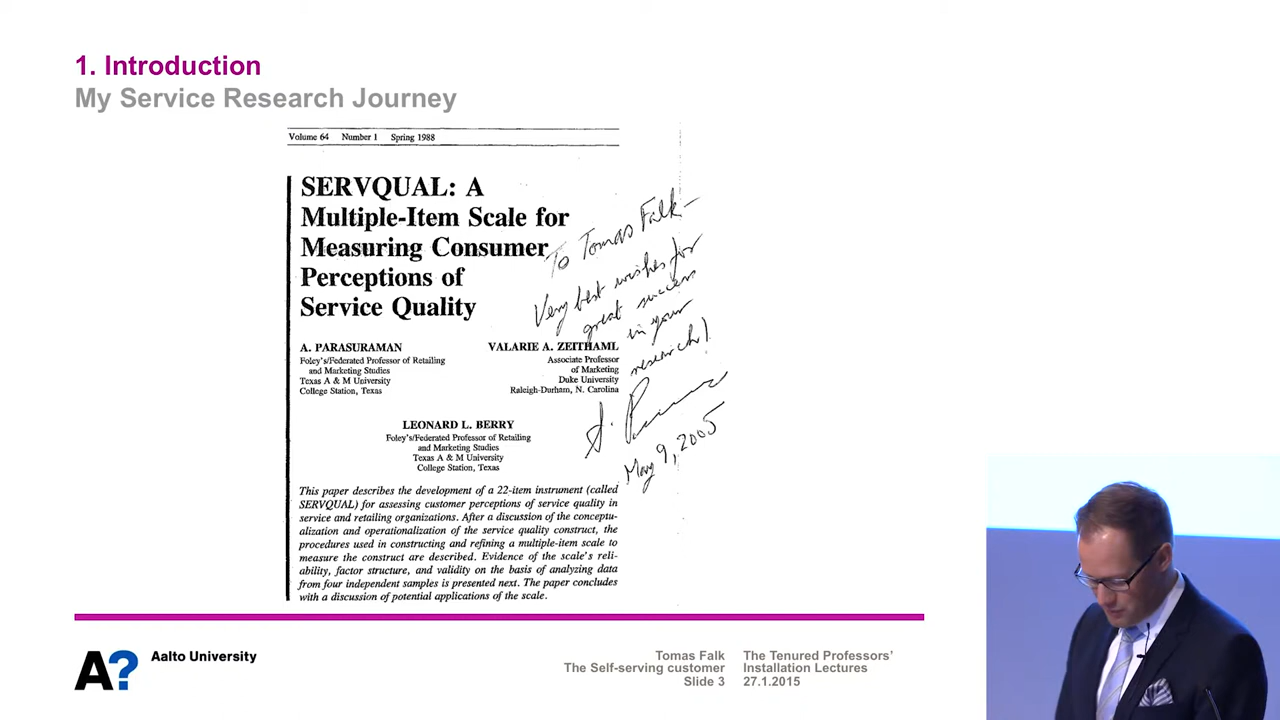 1. Introduction
My Service Research Journey
Volume 64 Number 1 Spring 1988
SERVQUAL: A
Multiple-Item Scale for
Measuring Consumer
Perceptions of
Service Quality
To Tomas Falk-
Very best wishes for
great success
in your
research!
A. PARASURAMAN
Foley's/Federated Professor of Retailing
and Marketing Studies
Texas A & M University
College Station, Texas
VALARIE A. ZEITHAML
Associate Professor
of Marketing
Duke University
Raleigh-Durham, N. Carolina
May 9, 2005
LEONARD L. BERRY
Foley's/Federated Professor of Retailing
and Marketing Studies
Texas A & M University
College Station, Texas
This paper describes the development of a 22-item instrument (called
SERVQUAL) for assessing customer perceptions of service quality in
service and retailing organizations. After a discussion of the conceptu-
alization and operationalization of the service quality construct, the
procedures used in constructing and refining a multiple-item scale to
measure the construct are described. Evidence of the scale's reli-
ability, factor structure, and validity on the basis of analyzing data
from four independent samples is presented next. The paper concludes
with a discussion of potential applications of the scale.
A? Aalto University
Tomas Falk
The Self-serving customer
Slide 3
The Tenured Professors'
Installation Lectures
27.1.2015